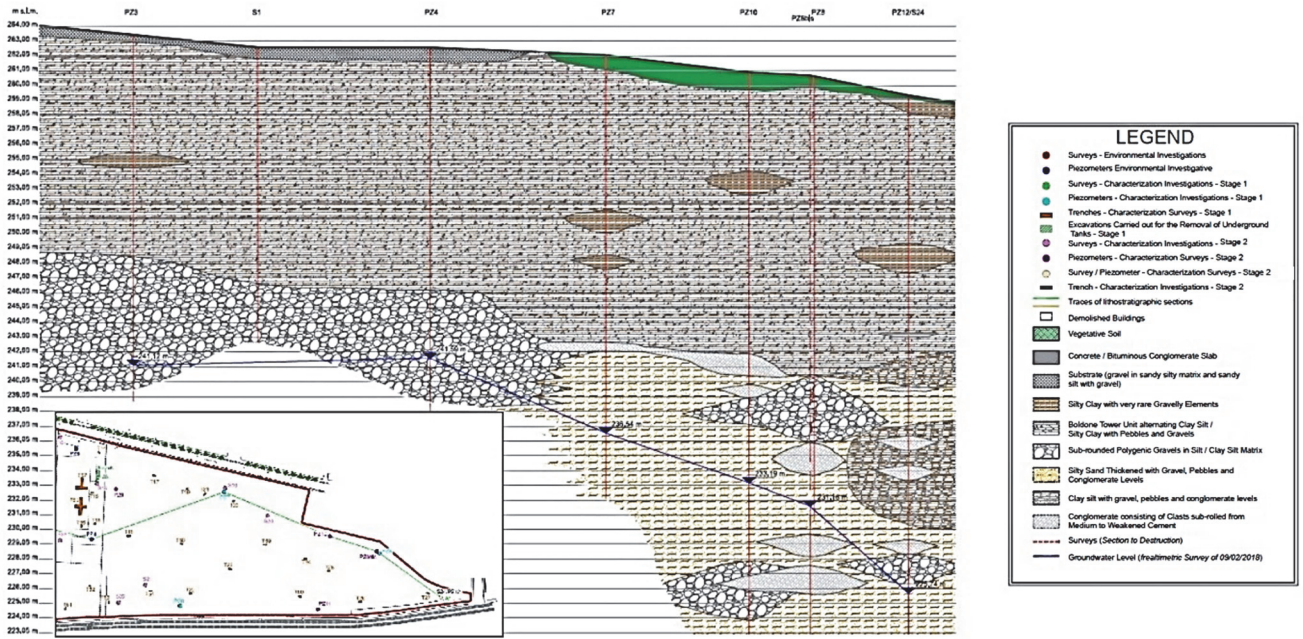 m s.l.m.
PZ3
S1
PZ4
PZ7
PZ10
PZ9
PZ12/S24
264,00 m
263,00 m
262,00 m
261,00 m
260,00 m
259,00 m
258,00 m
257,00 m
256,00 m
255,00 m
254,00 m
253,00 m
252,00 m
251,00 m
250,00 m
249,00 m
248,00 m
247,00 m
246,00 m
245,00 m
244,00 m
243,00 m
242,00 m
241,00 m
240,00 m
239,00 m
238,00 m
237,00 m
236,00 m
235,00 m
234,00 m
233,00 m
232,00 m
231,00 m
230,00 m
229,00 m
228,00 m
227,00 m
226,00 m
225,00 m
224,00 m
223,00 m
LEGEND
Surveys - Environmental Investigations
Piezometers Environmental Investigative
Surveys - Characterization Investigations - Stage 1
Piezometers - Characterization Investigations - Stage 1
Trenches - Characterization Surveys - Stage 1
Excavations Carried out for the Removal of Underground
Tanks - Stage 1
Surveys - Characterization Investigations - Stage 2
Piezometers - Characterization Surveys - Stage 2
Survey / Piezometer - Characterization Surveys - Stage 2
Trench - Characterization Investigations - Stage 2
Traces of lithostratigraphic sections
Demolished Buildings
Vegetative Soil
Concrete / Bituminous Conglomerate Slab
Substrate (gravel in sandy silty matrix and sandy
silt with gravel)
Silty Clay with very rare Gravelly Elements
Boldone Tower Unit alternating Clay Silt /
Silty Clay with Pebbles and Gravels
Sub-rounded Polygenic Gravels in Silt / Clay Silt Matrix
Silty Sand Thickened with Gravel, Pebbles and
Conglomerate Levels
Clay silt with gravel, pebbles and conglomerate levels
Conglomerate consisting of Clasts sub-rolled from
Medium to Weakened Cement
Surveys (Section to Destruction)
Groundwater Level (frealtimetric Survey of 09/02/2018)